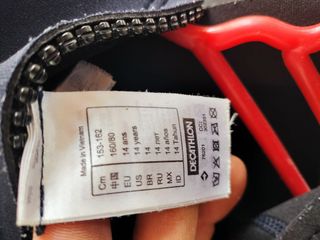 Made in Vietnam
Cm 153-162
中国 160/80
EU 14 ans
US 14 years
BR 14
RU 14 лет
MX 14 años
ID 14 Tahun
DECATHLON